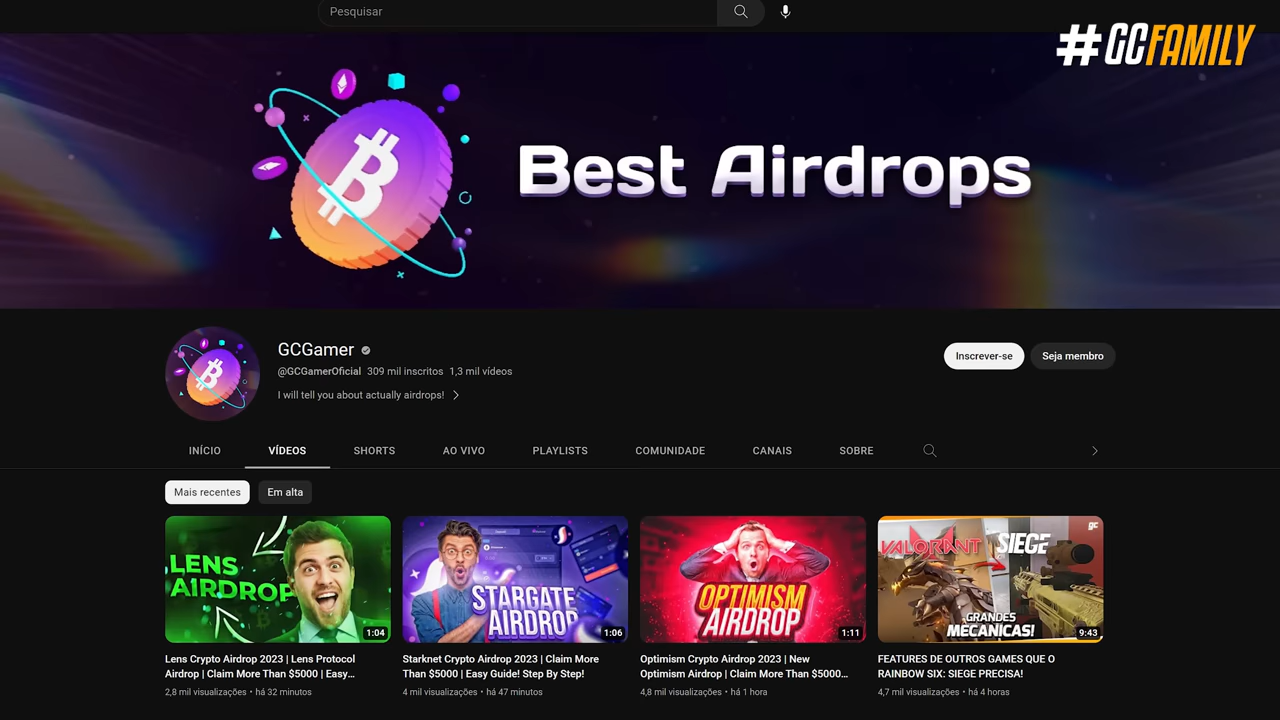 Pesquisar
#GCFAMILY
Best Airdrops
GCGamer
@GCGamerOficial 309 mil inscritos 1,3 mil vídeos
I will tell you about actually airdrops!
Inscrever-se
Seja membro
INÍCIO VÍDEOS SHORTS AO VIVO PLAYLISTS COMUNIDADE CANAIS SOBRE
Mais recentes Em alta
LENS
AIRDROP
1:04
Lens Crypto Airdrop 2023 | Lens Protocol
Airdrop | Claim More Than $5000 | Easy...
2,8 mil visualizações • há 32 minutos
STARGATE
AIRDROP
1:06
Starknet Crypto Airdrop 2023 | Claim More
Than $5000 | Easy Guide! Step By Step!
4 mil visualizações • há 47 minutos
OPTIMISM
AIRDROP
1:11
Optimism Crypto Airdrop 2023 | New
Optimism Airdrop | Claim More Than $5000...
4,8 mil visualizações • há 1 hora
gc
VALORANT SIEGE
GRANDES
MECÂNICAS!
9:43
FEATURES DE OUTROS GAMES QUE O
RAINBOW SIX: SIEGE PRECISA!
4,7 mil visualizações • há 4 horas